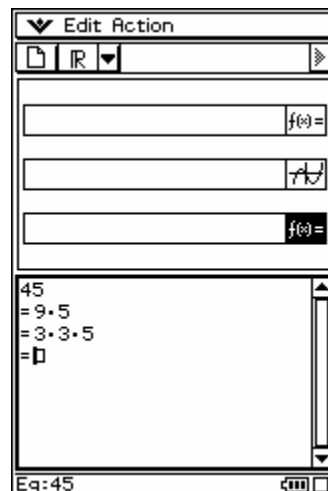 Edit Action
ℝ
f(x)=
f(x)=
45
=9·5
=3·3·5
=
Eq:45